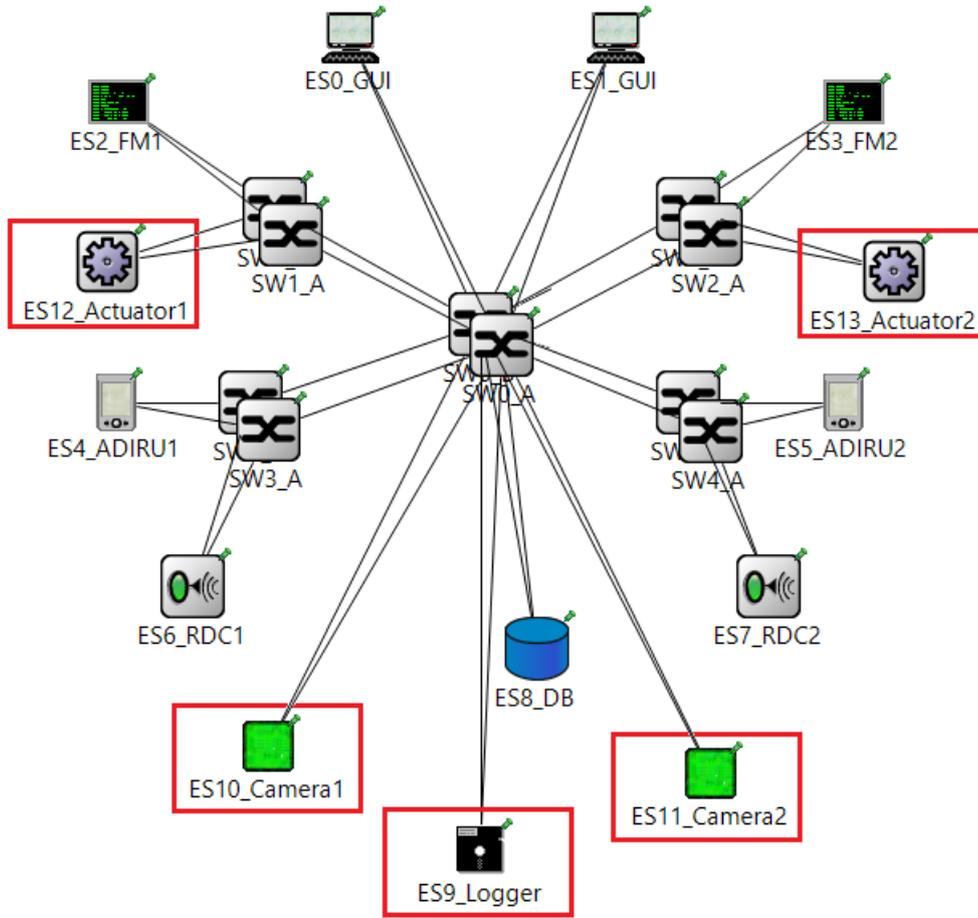 ES0_GUI
ES1_GUI
ES2_FM1
ES3_FM2
SW1_A
SW2_A
ES12_Actuator1
ES13_Actuator2
SW0_A
ES4_ADIRU1
ES5_ADIRU2
SW3_A
SW4_A
ES6_RDC1
ES7_RDC2
ES8_DB
ES10_Camera1
ES11_Camera2
ES9_Logger